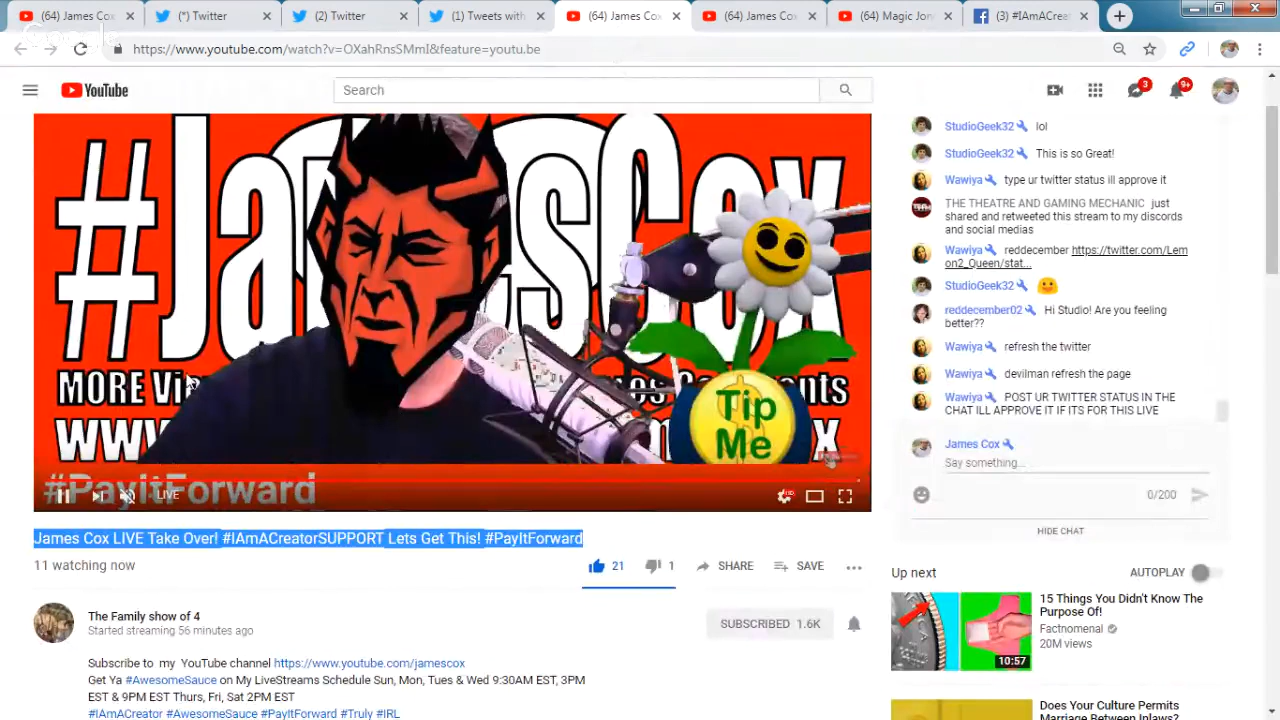 (64) James Cox
(*) Twitter
(2) Twitter
(1) Tweets with
(64) James Cox
(64) James Cox
(64) Magic Jon
(3) #IAmACre
Google
https://www.youtube.com/watch?v=OXahRnsSMmI&feature=youtu.be
YouTube
Search
3
9+
#JamesCox
MORE
Tip
Me
www
x
#PayItForward
LIVE
HD
James Cox LIVE Take Over! #IAmACreatorSUPPORT Lets Get This! #PayItForward
11 watching now
21
1
SHARE
SAVE
The Family show of 4
Started streaming 56 minutes ago
SUBSCRIBED 1.6K
Subscribe to my YouTube channel https://www.youtube.com/jamescox
Get Ya #AwesomeSauce on My LiveStreams Schedule Sun, Mon, Tues & Wed 9:30AM EST, 3PM
EST & 9PM EST Thurs, Fri, Sat 2PM EST
#IAmACreator #AwesomeSauce #PayItForward #Truly #IRL
StudioGeek32 lol
StudioGeek32 This is so Great!
Wawiya type ur twitter status ill approve it
THE THEATRE AND GAMING MECHANIC just
shared and retweeted this stream to my discords
and social medias
Wawiya reddecember https://twitter.com/Lem
on2_Queen/stat...
StudioGeek32
reddecember02 Hi Studio! Are you feeling
better??
Wawiya refresh the twitter
Wawiya devilman refresh the page
Wawiya POST UR TWITTER STATUS IN THE
CHAT ILL APPROVE IT IF ITS FOR THIS LIVE
James Cox
Say something...
0/200
HIDE CHAT
Up next
AUTOPLAY
15 Things You Didn't Know The
Purpose Of!
Factnomenal
20M views
10:57
Does Your Culture Permits
Marriage Between Inlaws?